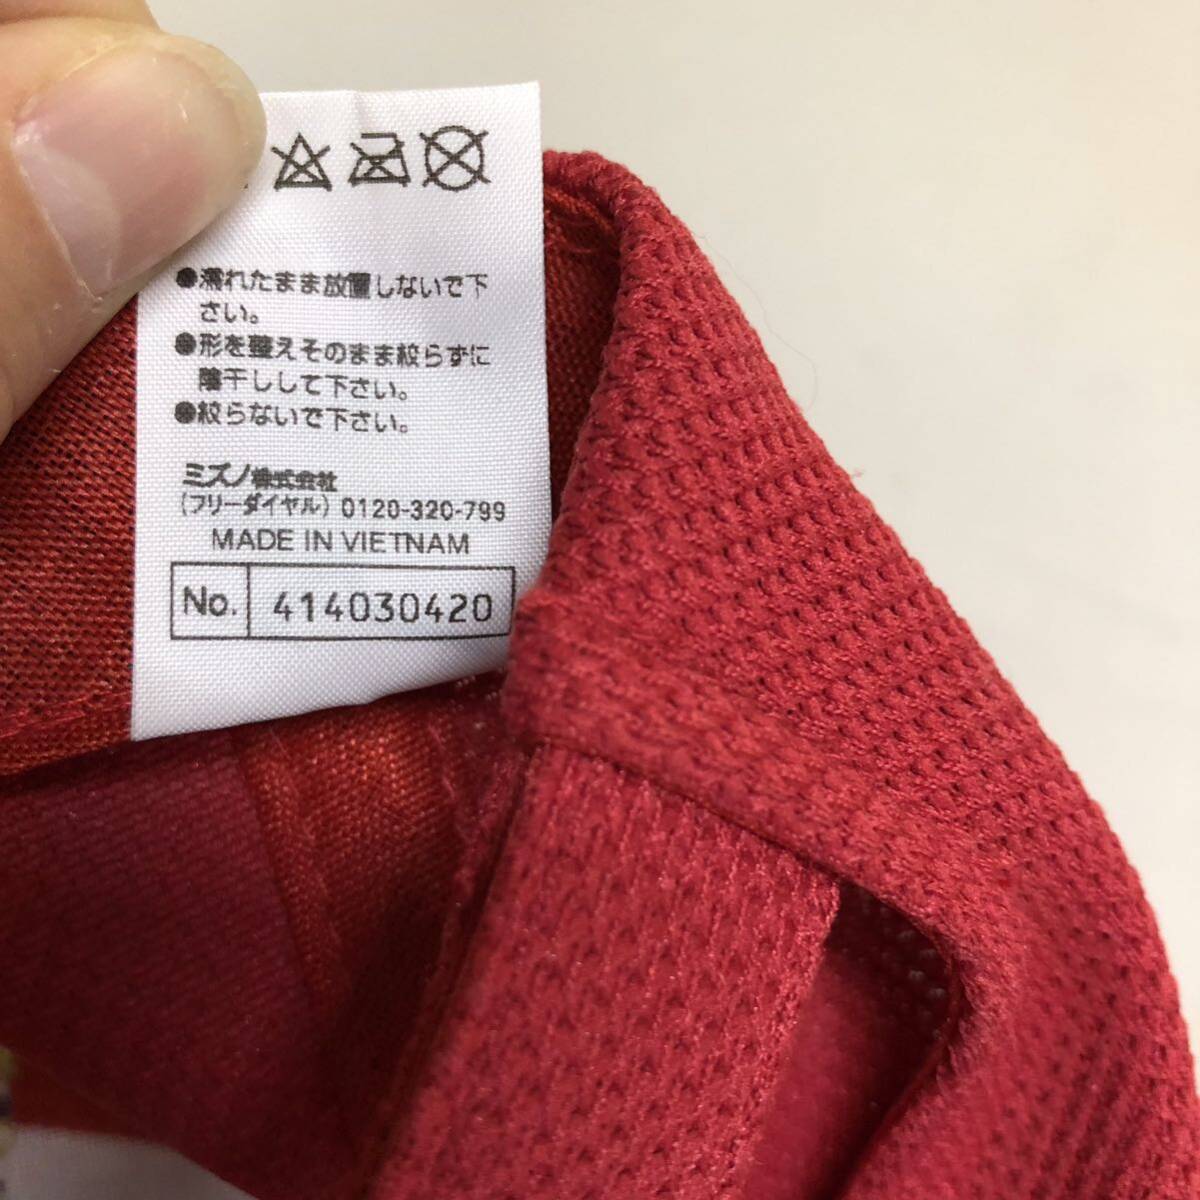 ●濡れたまま放置しないで下
さい。
●形を整えそのまま絞らずに
陰干しして下さい。
●絞らないで下さい。
ミズノ株式会社
(フリーダイヤル) 0120-320-799
MADE IN VIETNAM
No. 414030420